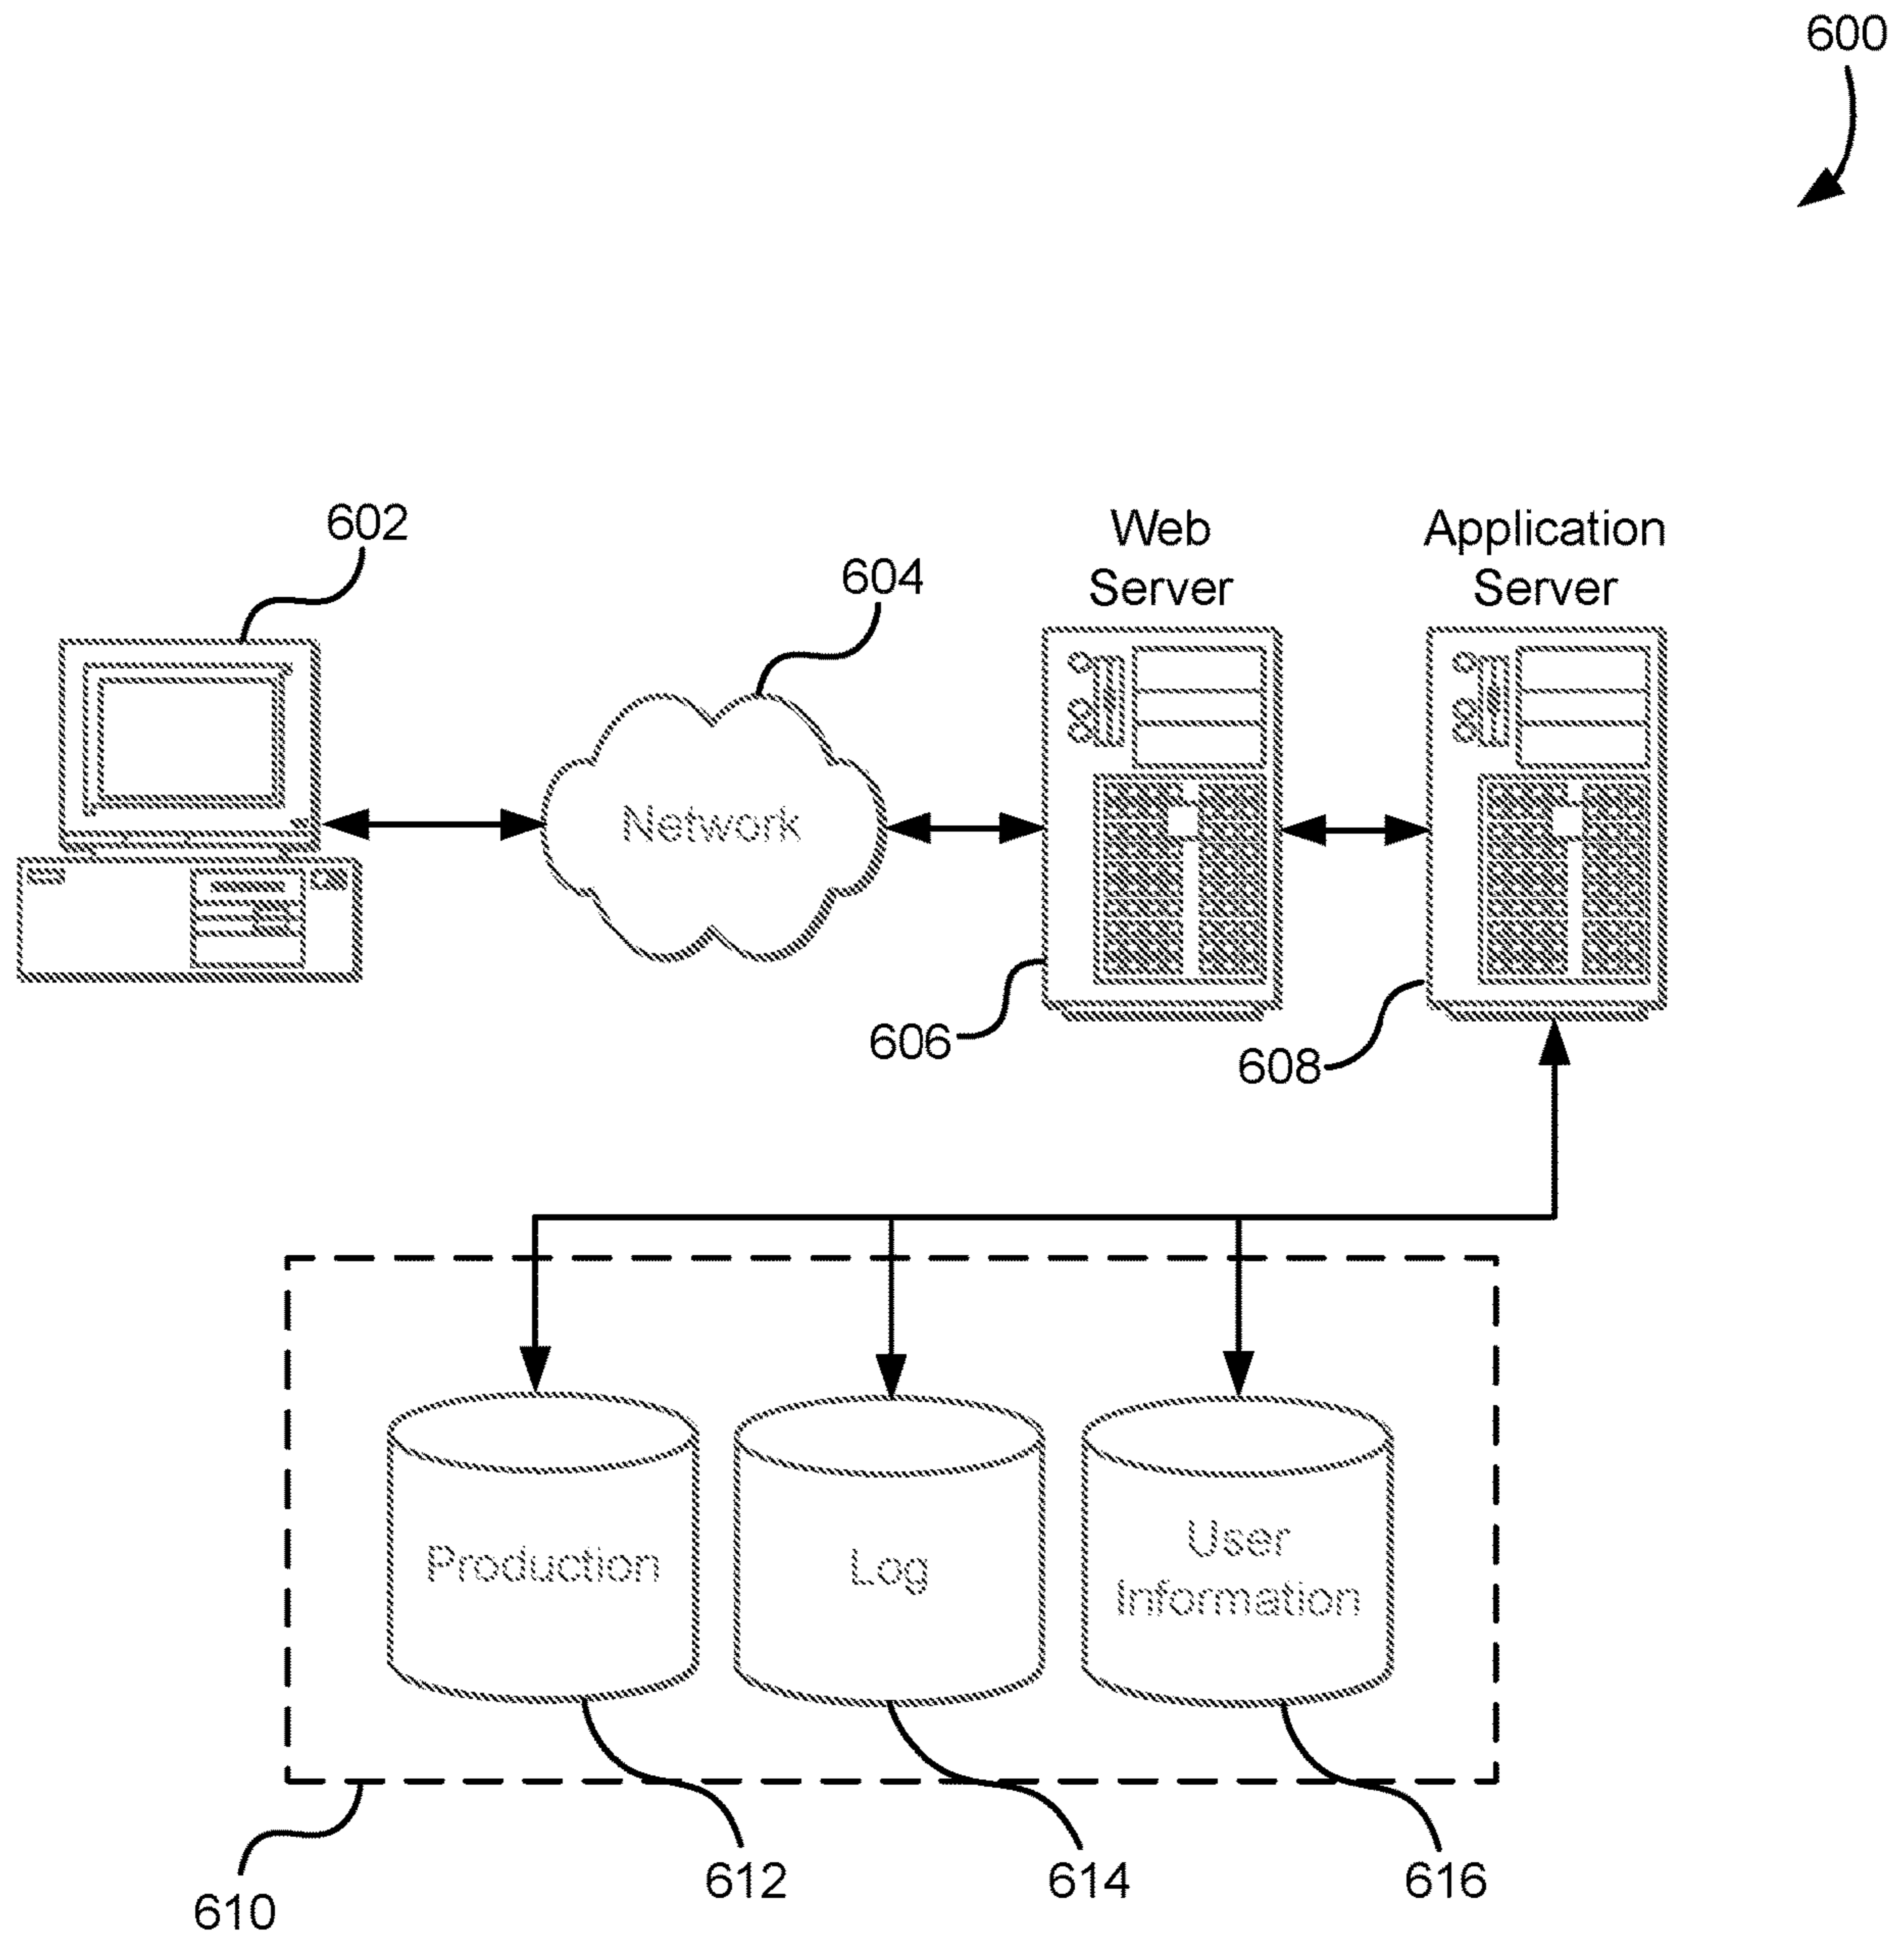 600
602
604
Web
Server
Application
Server
Network
606
608
Production
Log
User
Information
610
612
614
616